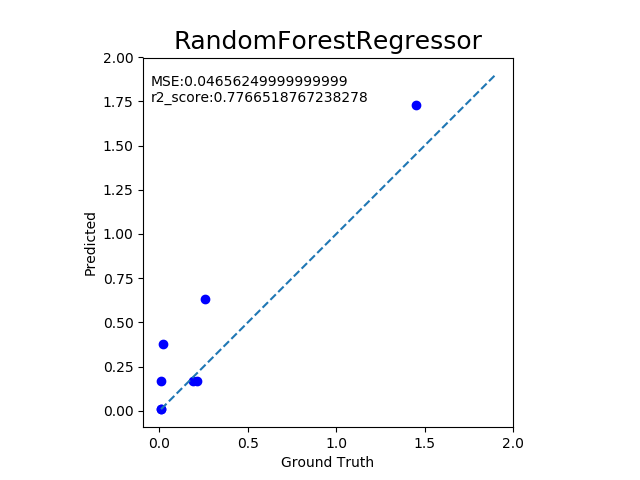 RandomForestRegressor
MSE:0.04656249999999999
r2_score:0.7766518767238278
2.00
1.75
1.50
1.25
1.00
0.75
0.50
0.25
0.00
Predicted
0.0
0.5
1.0
1.5
2.0
Ground Truth